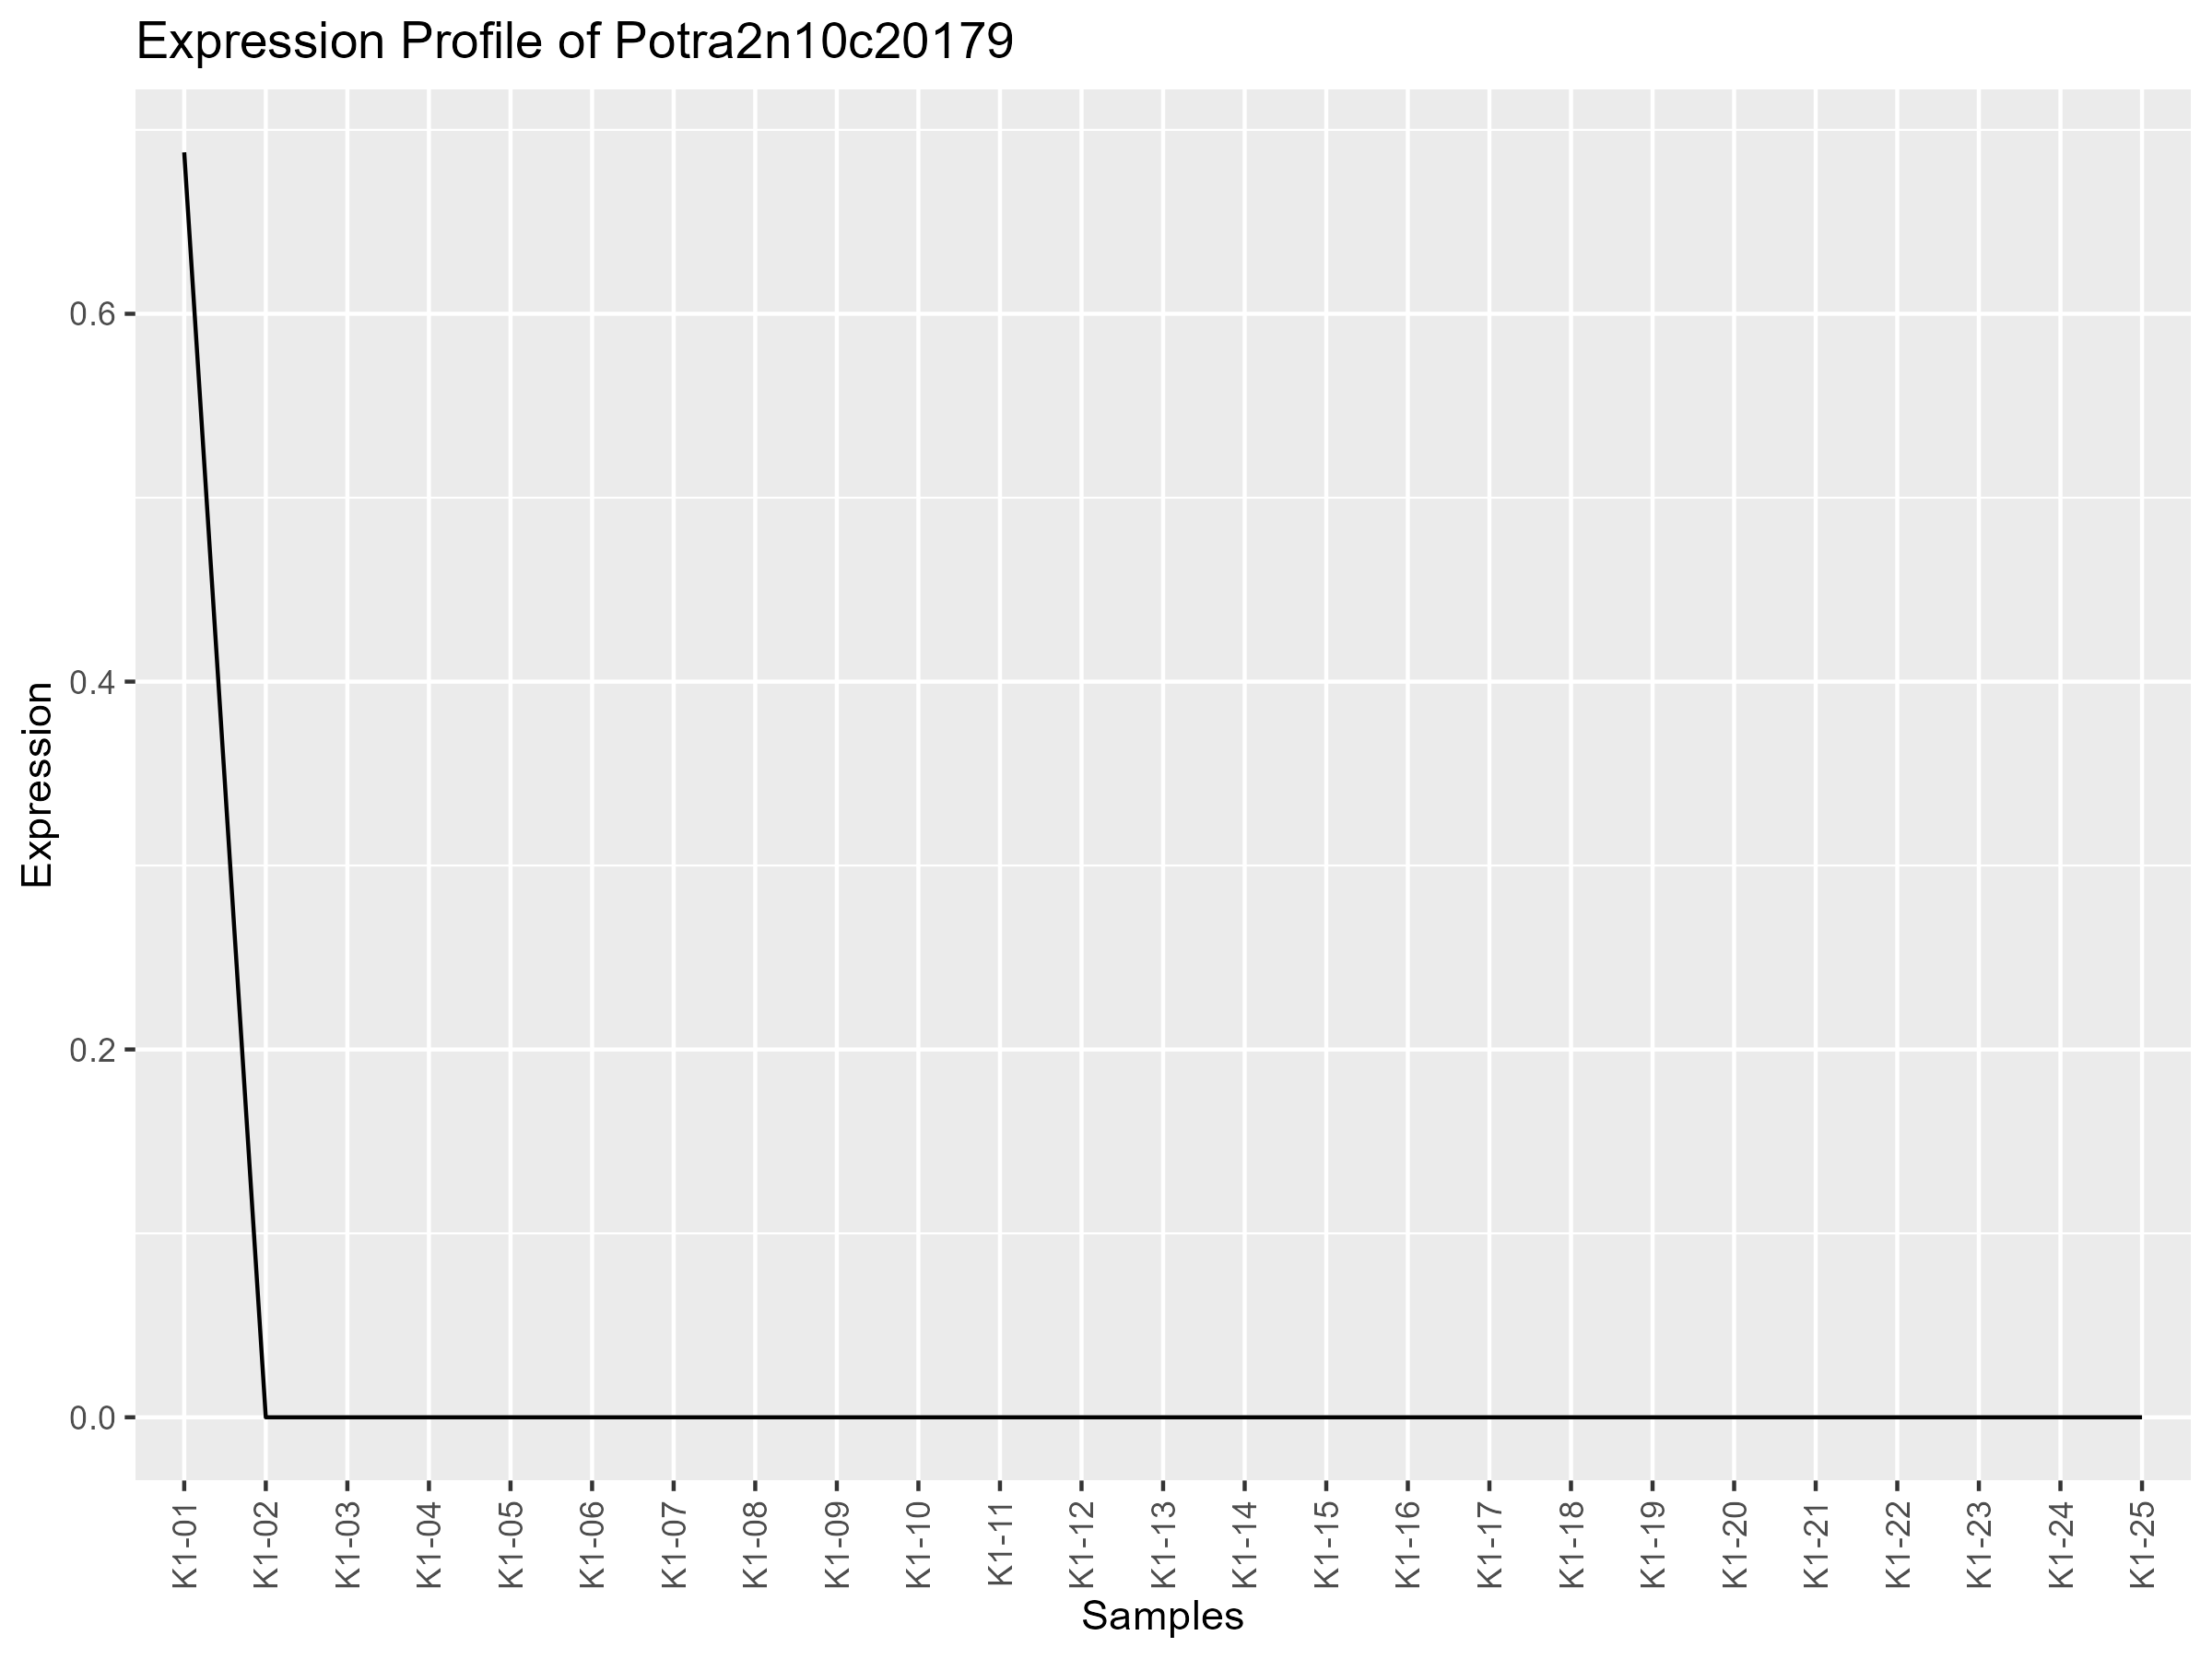 Expression Profile of Potra2n10c20179
Expression
0.6
0.4
0.2
0.0
K1-01
K1-02
K1-03
K1-04
K1-05
K1-06
K1-07
K1-08
K1-09
K1-10
K1-11
K1-12
K1-13
K1-14
K1-15
K1-16
K1-17
K1-18
K1-19
K1-20
K1-21
K1-22
K1-23
K1-24
K1-25
Samples